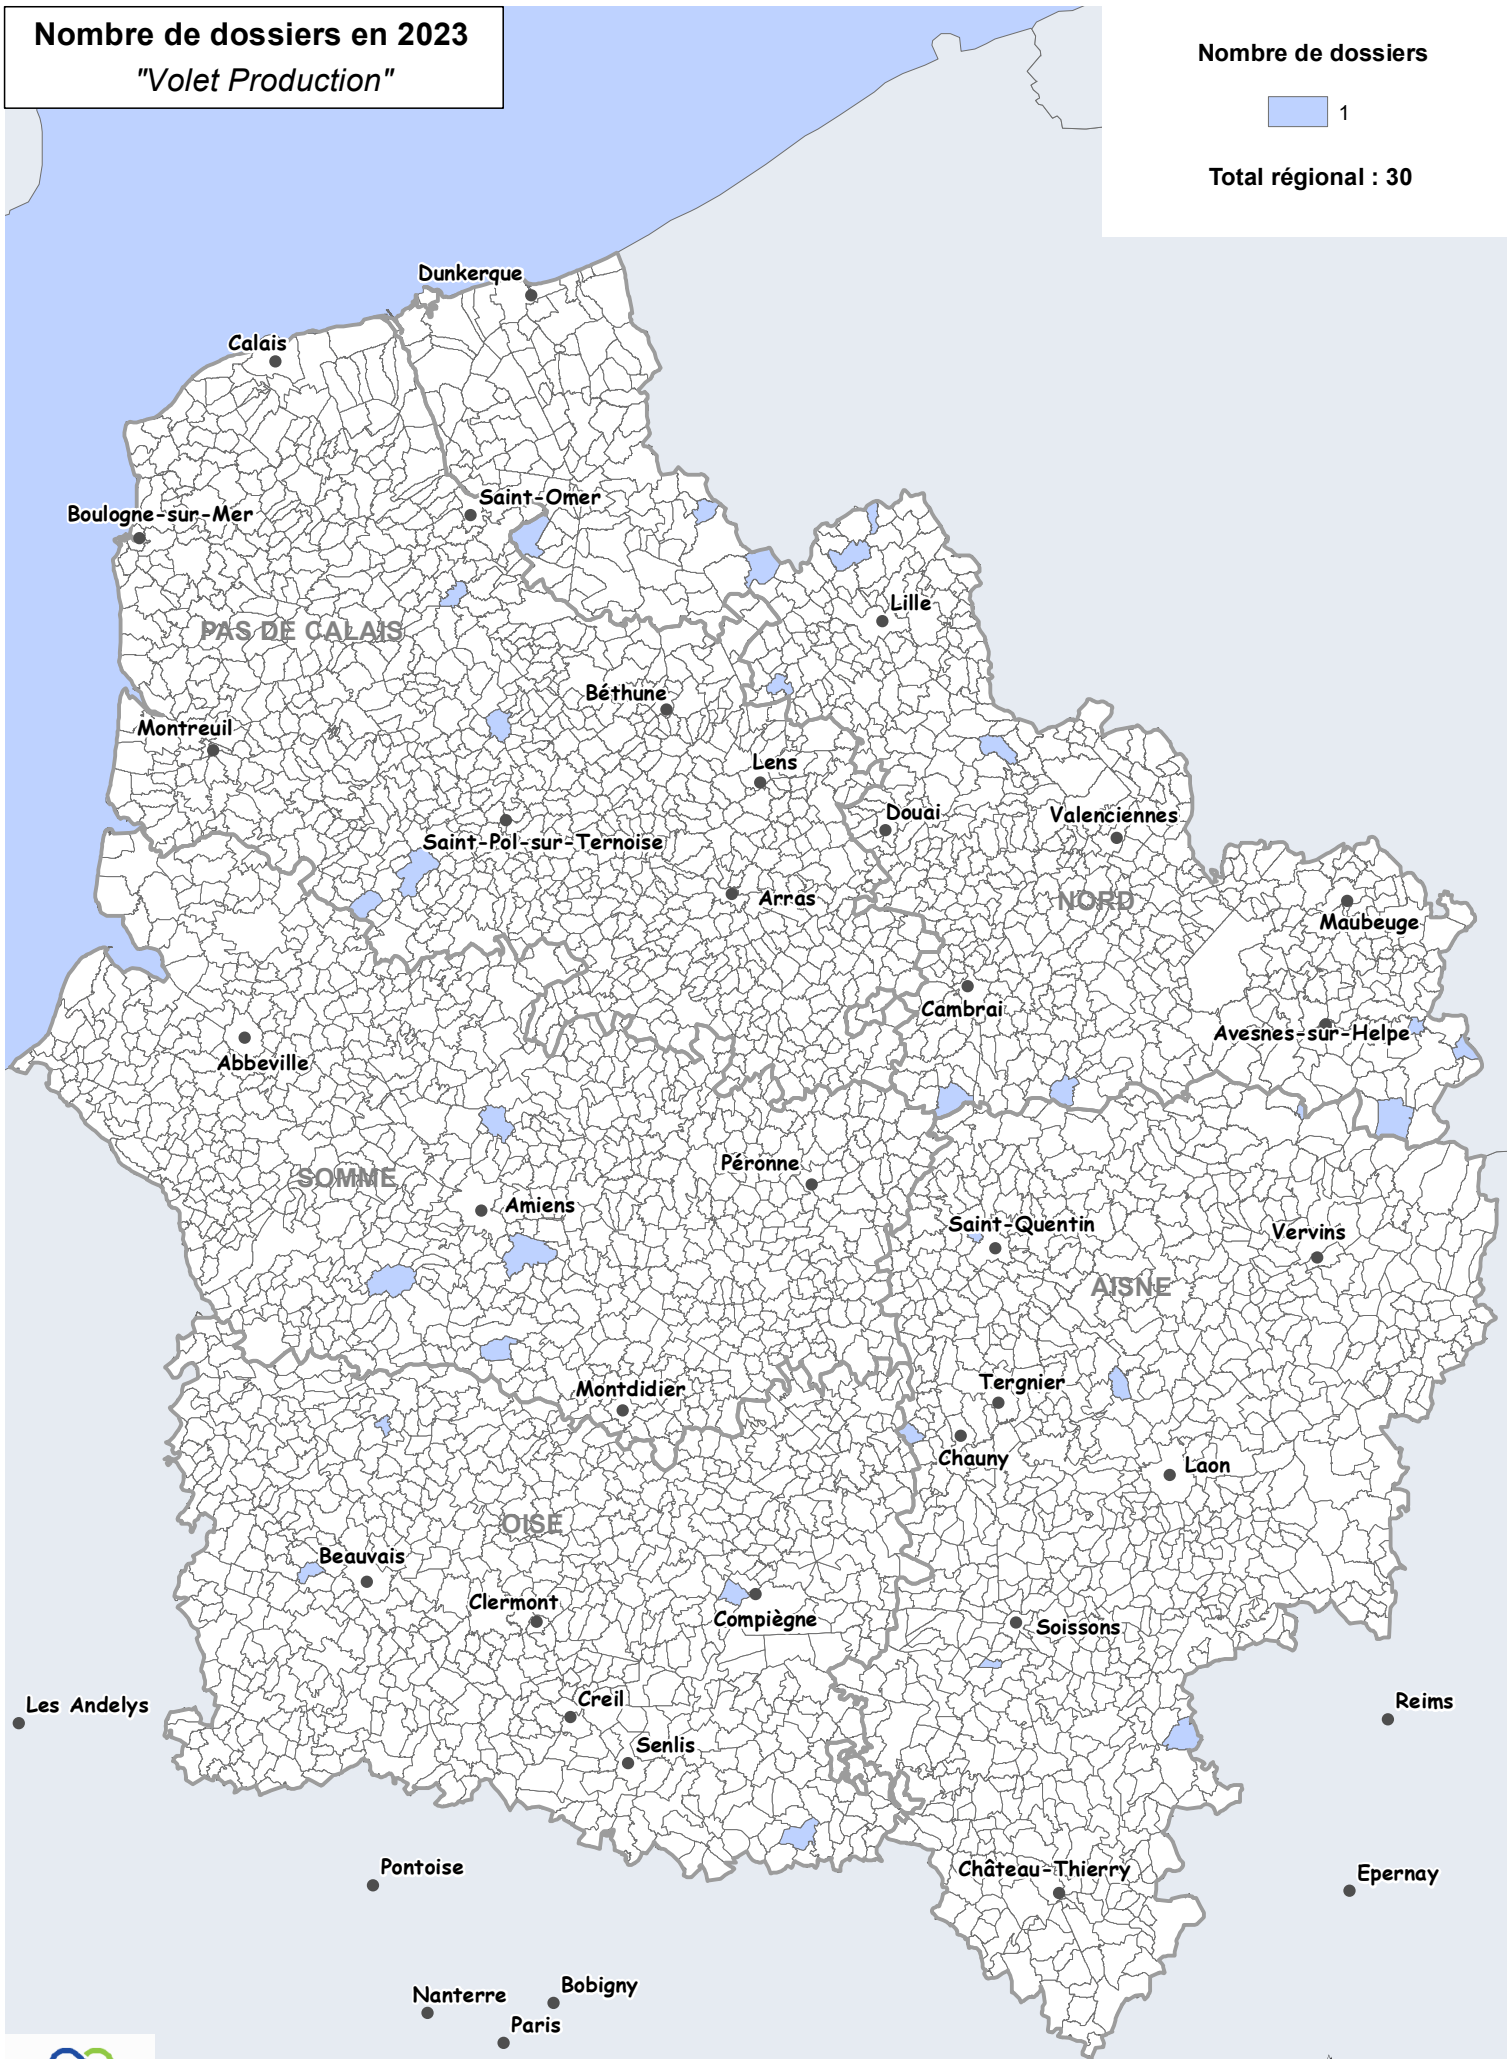 Nombre de dossiers en 2023
"Volet Production"
Nombre de dossiers
1
Total régional : 30
Dunkerque
Calais
Saint-Omer
Boulogne-sur-Mer
Lille
PAS DE CALAIS
Béthune
Montreuil
Lens
Douai
Valenciennes
Saint-Pol-sur-Ternoise
Arras
NORD
Maubeuge
Cambrai
Avesnes-sur-Helpe
Abbeville
Péronne
SOMME
Amiens
Saint-Quentin
Vervins
AISNE
Montdidier
Tergnier
Chauny
Laon
OISE
Beauvais
Clermont
Compiègne
Soissons
Les Andelys
Creil
Reims
Senlis
Pontoise
Château-Thierry
Epernay
Nanterre
Bobigny
Paris